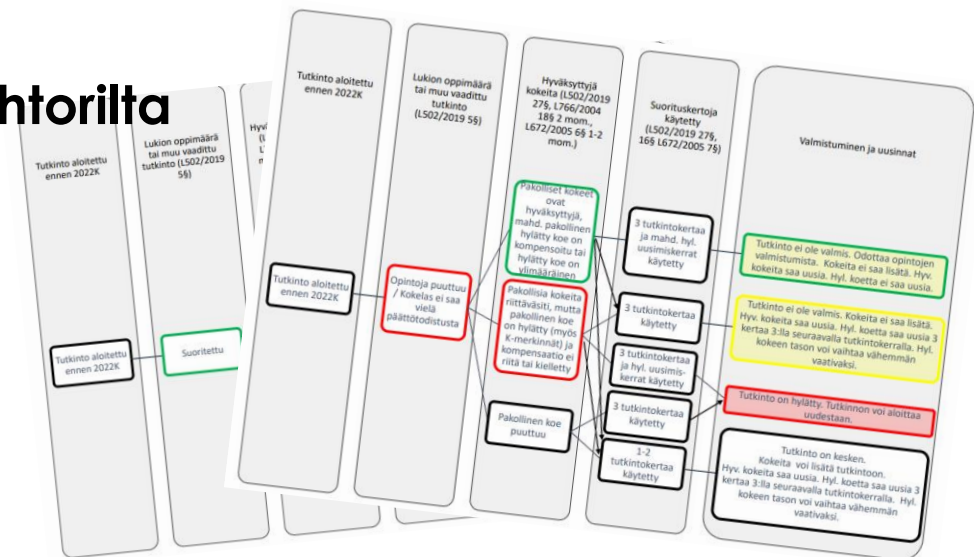 htorilta
Tutkinto aloitettu
ennen 2022K
Lukion oppimäärä
tai muu vaadittu
tutkinto (L502/2019
5§)
Tutkinto aloitettu
ennen 2022K
Suoritettu
Tutkinto aloitettu
ennen 2022K
Lukion oppimäärä
tai muu vaadittu
tutkinto
(L502/2019 5§)
Hyväksyttyjä
kokeita (L502/2019
27§, L766/2004
18§ 2 mom.,
L672/2005 6§ 1-2
mom.)
Suorituskertoja
käytetty
(L502/2019 27§,
16§ L672/2005 7§)
Valmistuminen ja uusinnat
Tutkinto aloitettu
ennen 2022K
Opintoja puuttuu
/ Kokelas ei saa
vielä
päättötodistusta
Pakolliset kokeet
ovat
hyväksyttyjä,
mahd. pakollinen
hylätty koe on
kompensoitu tai
hylätty koe on
ylimääräinen
Pakollisia kokeita
riittäväsiti, mutta
pakollinen koe
on hylätty (myös
K-merkinnät) ja
kompensaatio ei
riitä tai kielletty
Pakollinen koe
puuttuu
3 tutkintokertaa
ja mahd. hyl.
uusimiskerrat
käytetty
3 tutkintokertaa
käytetty
3 tutkintokertaa
ja hyl. uusimis-
kerrat käytetty
3 tutkintokertaa
käytetty
1-2
tutkintokertaa
käytetty
Tutkinto ei ole valmis. Odottaa opintojen
valmistumista. Kokeita ei saa lisätä. Hyv.
kokeita saa uusia. Hyl. koetta ei saa uusia.
Tutkinto ei ole valmis. Kokeita ei saa lisätä.
Hyv. kokeita saa uusia. Hyl. koetta saa uusia 3
kertaa 3:lla seuraavalla tutkintokerralla. Hyl.
kokeen tason voi vaihtaa vähemmän
vaativaksi.
Tutkinto on hylätty. Tutkinnon voi aloittaa
uudestaan.
Tutkinto on kesken.
Kokeita voi lisätä tutkintoon.
Hyv. kokeita saa uusia. Hyl. koetta saa uusia 3
kertaa 3:lla seuraavalla tutkintokerralla. Hyl.
kokeen tason voi vaihtaa vähemmän
vaativaksi.